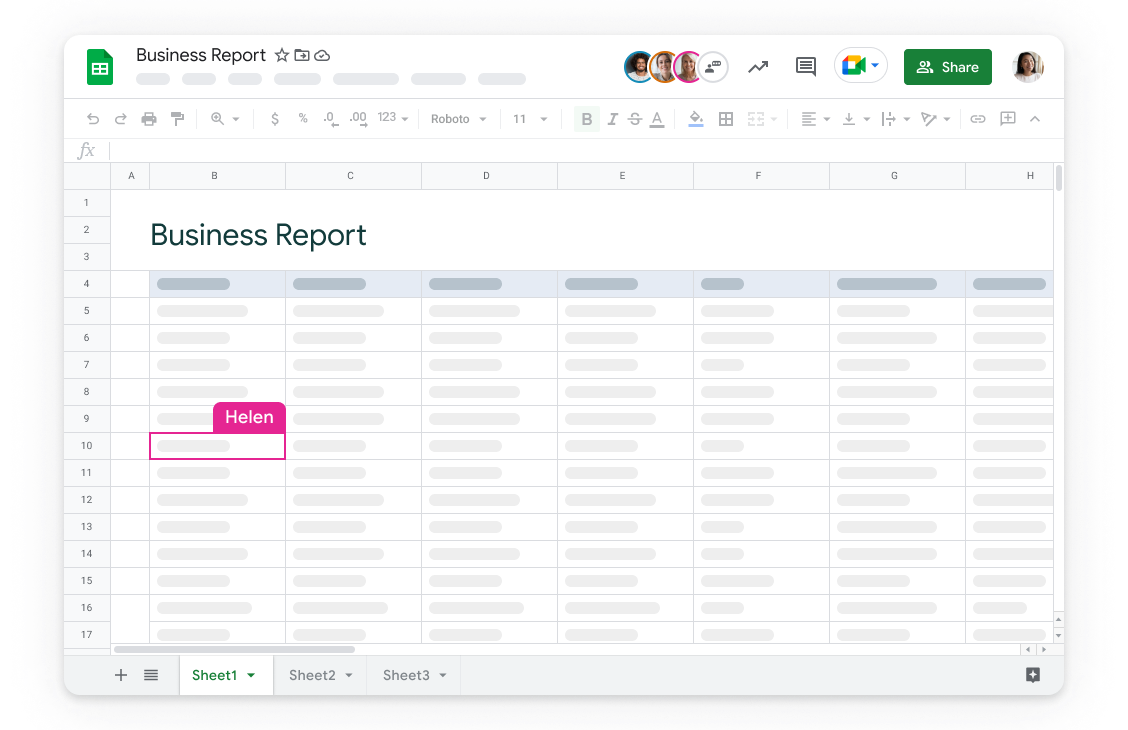 Business Report
Share
$ % .0 .00 123 Roboto 11 B I S A
fx
A B C D E F G H
1
2 Business Report
3
4
5
6
7
8
9 Helen
10
11
12
13
14
15
16
17
+ Sheet1 Sheet2 Sheet3